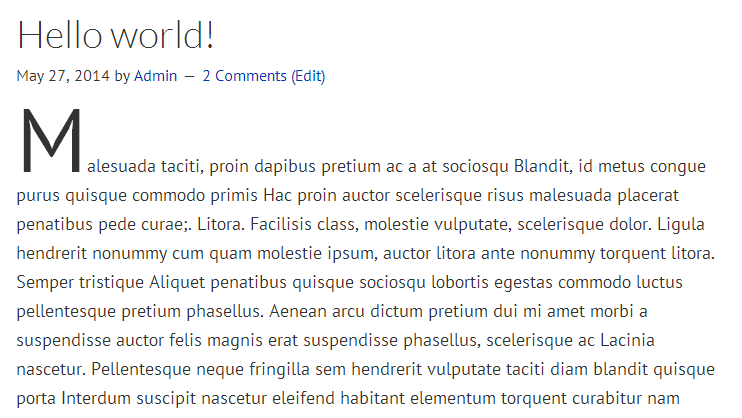 Hello world!
May 27, 2014 by Admin — 2 Comments (Edit)
Malesuada taciti, proin dapibus pretium ac a at sociosqu Blandit, id metus congue
purus quisque commodo primis Hac proin auctor scelerisque risus malesuada placerat
penatibus pede curae;. Litora. Facilisis class, molestie vulputate, scelerisque dolor. Ligula
hendrerit nonummy cum quam molestie ipsum, auctor litora ante nonummy torquent litora.
Semper tristique Aliquet penatibus quisque sociosqu lobortis egestas commodo luctus
pellentesque pretium phasellus. Aenean arcu dictum pretium dui mi amet morbi a
suspendisse auctor felis magnis erat suspendisse phasellus, scelerisque ac Lacinia
nascetur. Pellentesque neque fringilla sem hendrerit vulputate taciti diam blandit quisque
porta Interdum suscipit nascetur eleifend habitant elementum torquent curabitur nam